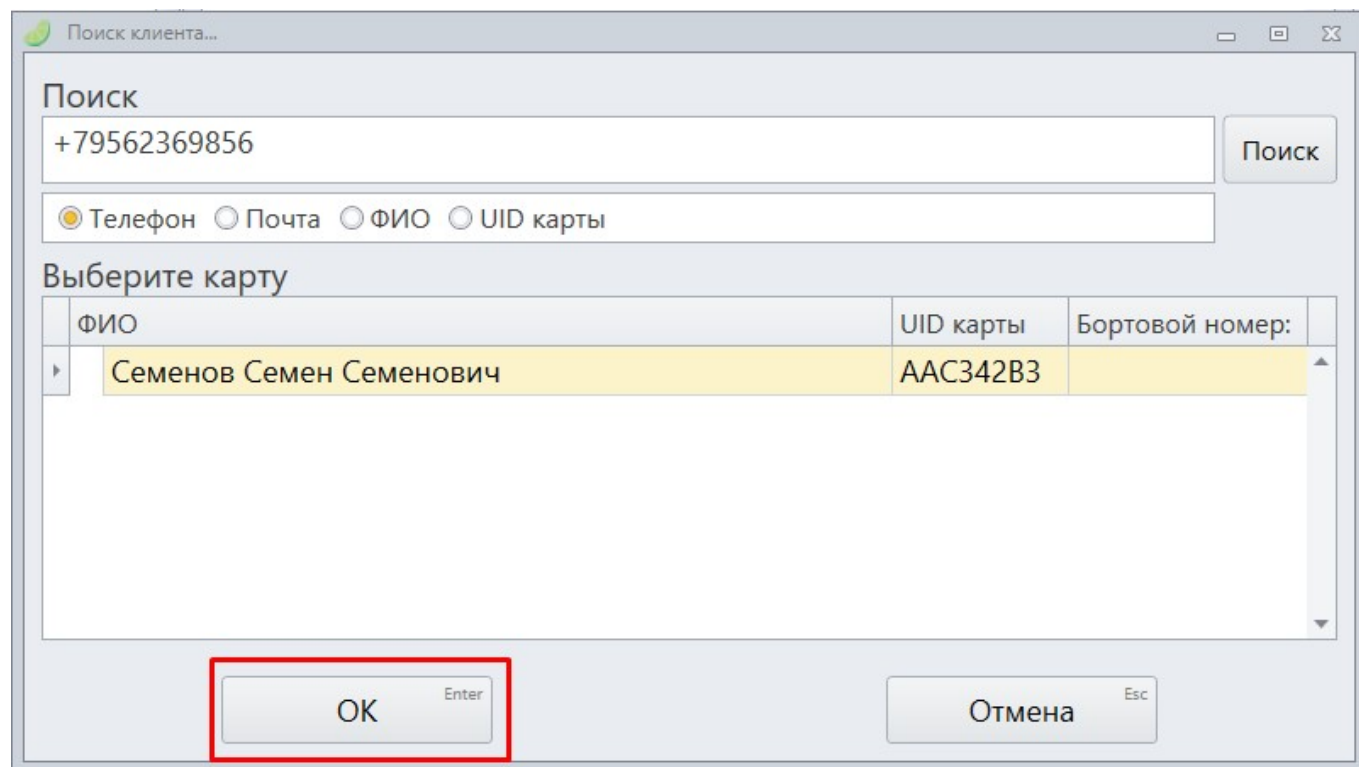 Поиск клиента...
Поиск
+79562369856
Поиск
Телефон Почта ФИО UID карты
Выберите карту
ФИО UID карты Бортовой номер:
Семенов Семен Семенович AAC342B3
OK Enter
Отмена Esc